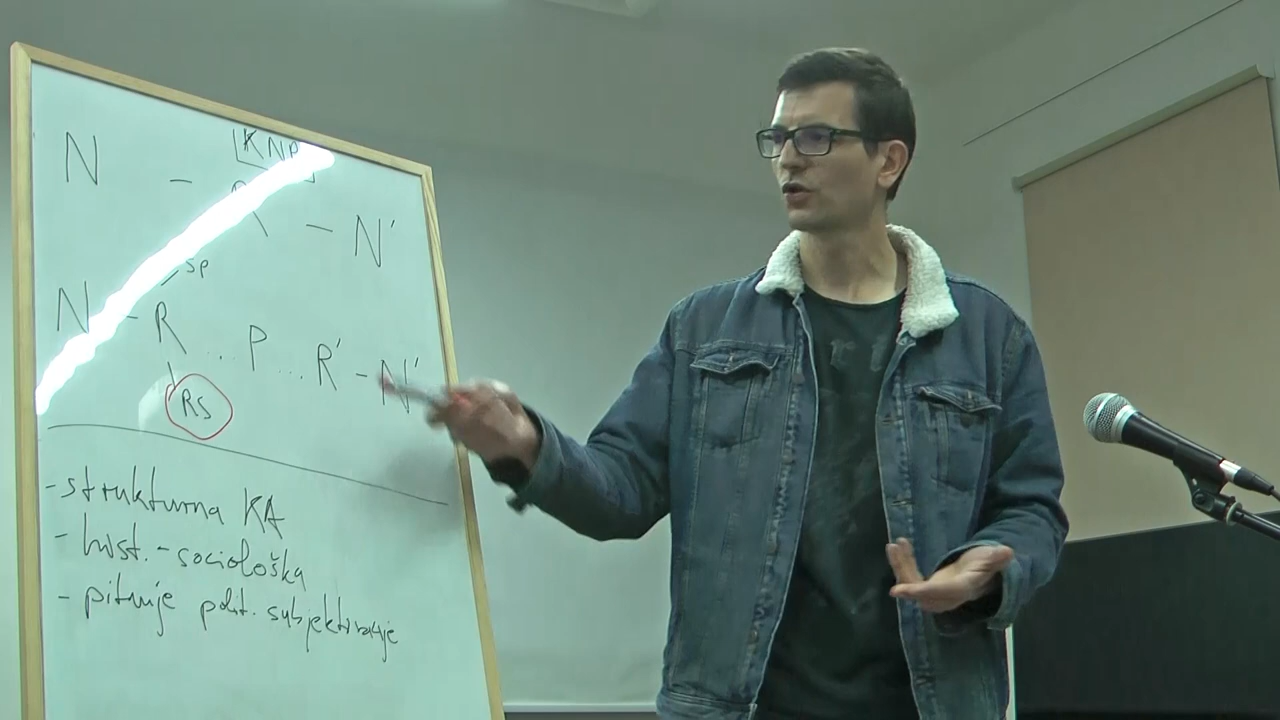 KNP
N - R - N'
SP
N - R ... P ... R' - N'
RS
- strukturna KA
- hist. - sociološka
- pitanje polit. subjektivacije